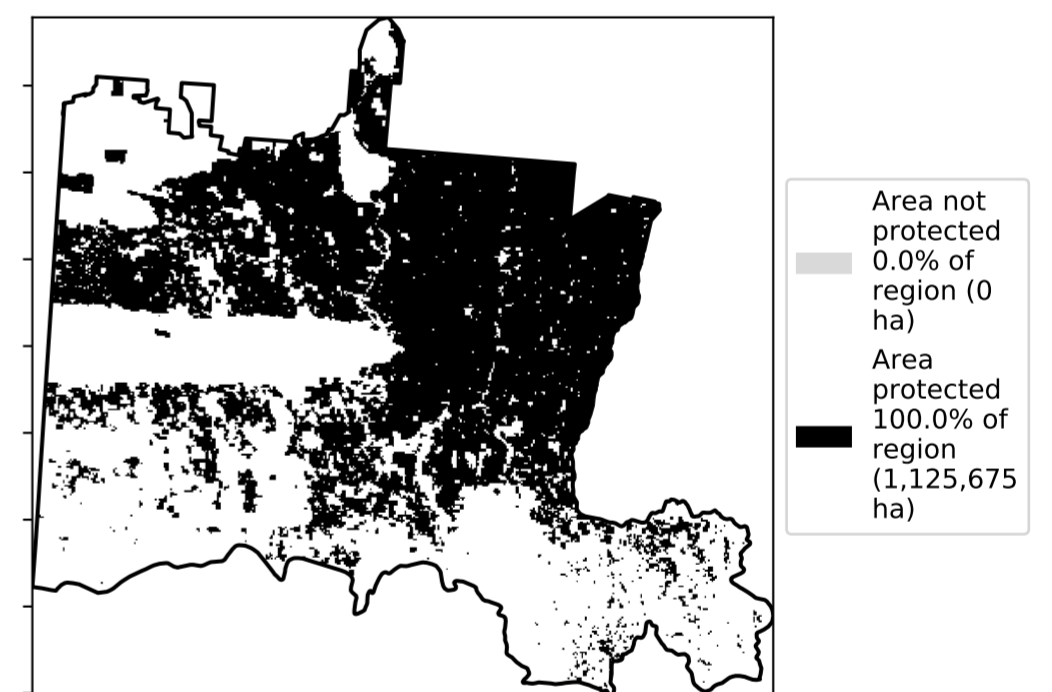 Area not
protected
0.0% of
region (0
ha)
Area
protected
100.0% of
region
(1,125,675
ha)